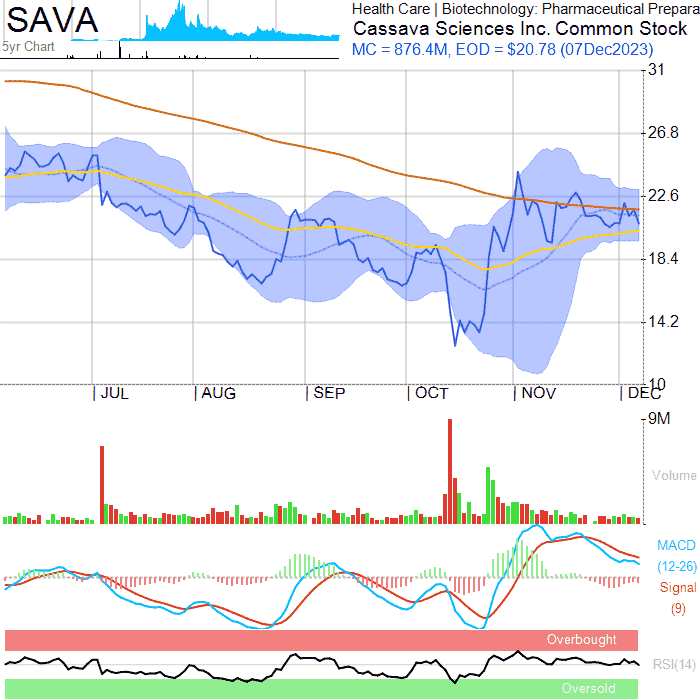 SAVA
5yr Chart
Health Care | Biotechnology: Pharmaceutical Prepara
Cassava Sciences Inc. Common Stock
MC = 876.4M, EOD = $20.78 (07Dec2023)
31
26.8
22.6
18.4
14.2
10
JUL AUG SEP OCT NOV DEC
9M
Volume
MACD
(12-26)
Signal
(9)
Overbought
RSI(14)
Oversold